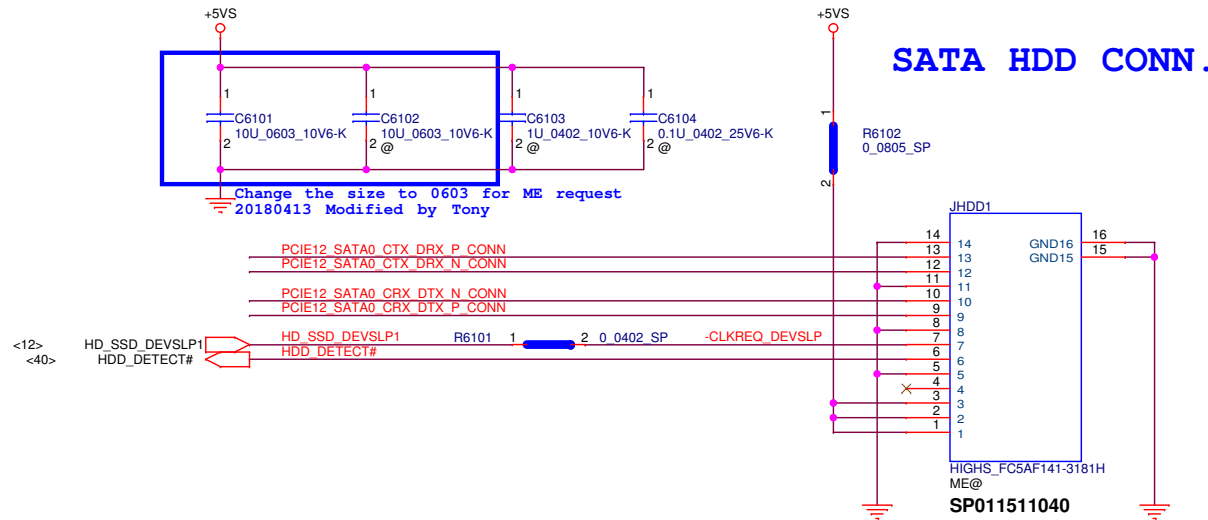 +5VS
+5VS
SATA HDD CONN.
1
1
1
1
1
C6101
C6102
C6103
C6104
10U_0603_10V6-K
10U_0603_10V6-K
1U_0402_10V6-K
0.1U_0402_25V6-K
2
2
2
2
@
@
@
R6102
0_0805_SP
2
Change the size to 0603 for ME request
20180413 Modified by Tony
JHDD1
14 14
PCIE12_SATA0_CTX_DRX_P_CONN 13 13
PCIE12_SATA0_CTX_DRX_N_CONN 12 12
11 11
PCIE12_SATA0_CRX_DTX_N_CONN 10 10
PCIE12_SATA0_CRX_DTX_P_CONN 9 9
8 8
<12> HD_SSD_DEVSLP1 HD_SSD_DEVSLP1 R6101 1 2 0_0402_SP -CLKREQ_DEVSLP 7 7
<40> HDD_DETECT# HDD_DETECT# 6 6
5 5
4 4
3 3
2 2
1 1
GND16 16
GND15 15
HIGHS_FC5AF141-3181H
ME@
SP011511040